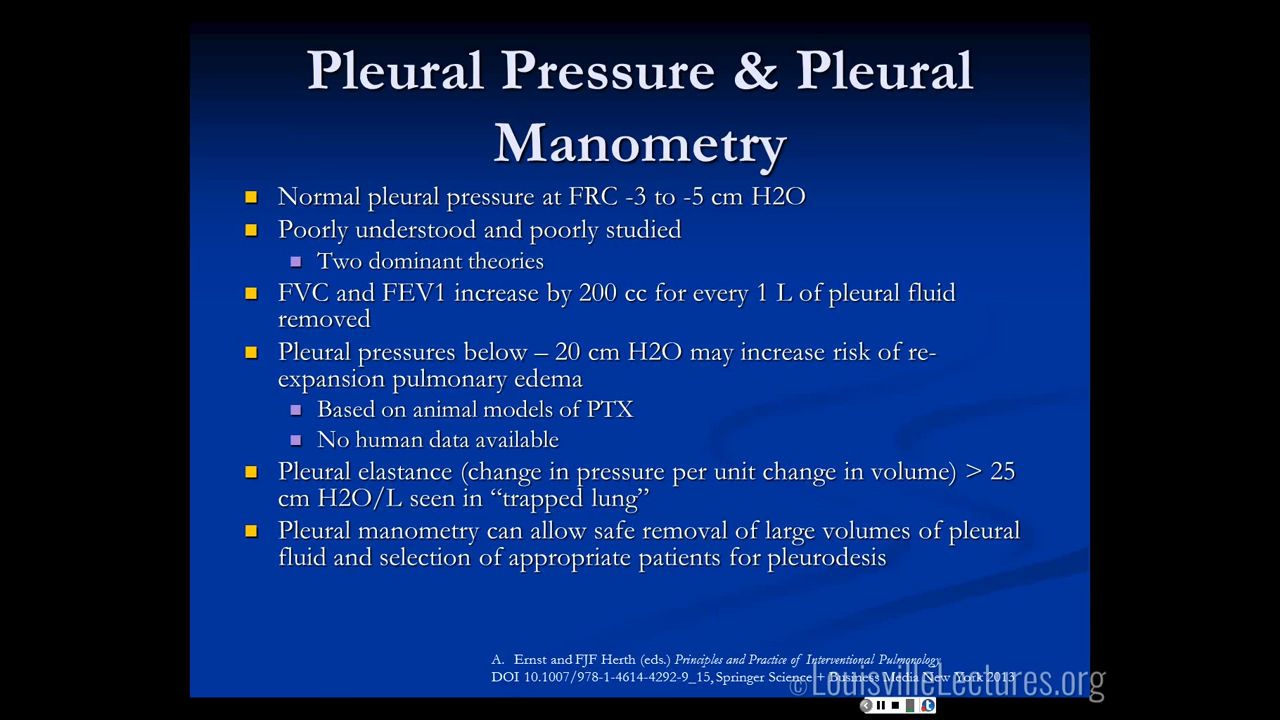 Pleural Pressure & Pleural
Manometry
Normal pleural pressure at FRC -3 to -5 cm H2O
Poorly understood and poorly studied
Two dominant theories
FVC and FEV1 increase by 200 cc for every 1 L of pleural fluid
removed
Pleural pressures below – 20 cm H2O may increase risk of re-
expansion pulmonary edema
Based on animal models of PTX
No human data available
Pleural elastance (change in pressure per unit change in volume) > 25
cm H2O/L seen in “trapped lung”
Pleural manometry can allow safe removal of large volumes of pleural
fluid and selection of appropriate patients for pleurodesis
A. Ernst and FJF Herth (eds.) Principles and Practice of Interventional Pulmonology,
DOI 10.1007/978-1-4614-4292-9_15, Springer Science + Business Media New York 2013
© LouisvilleLectures.org